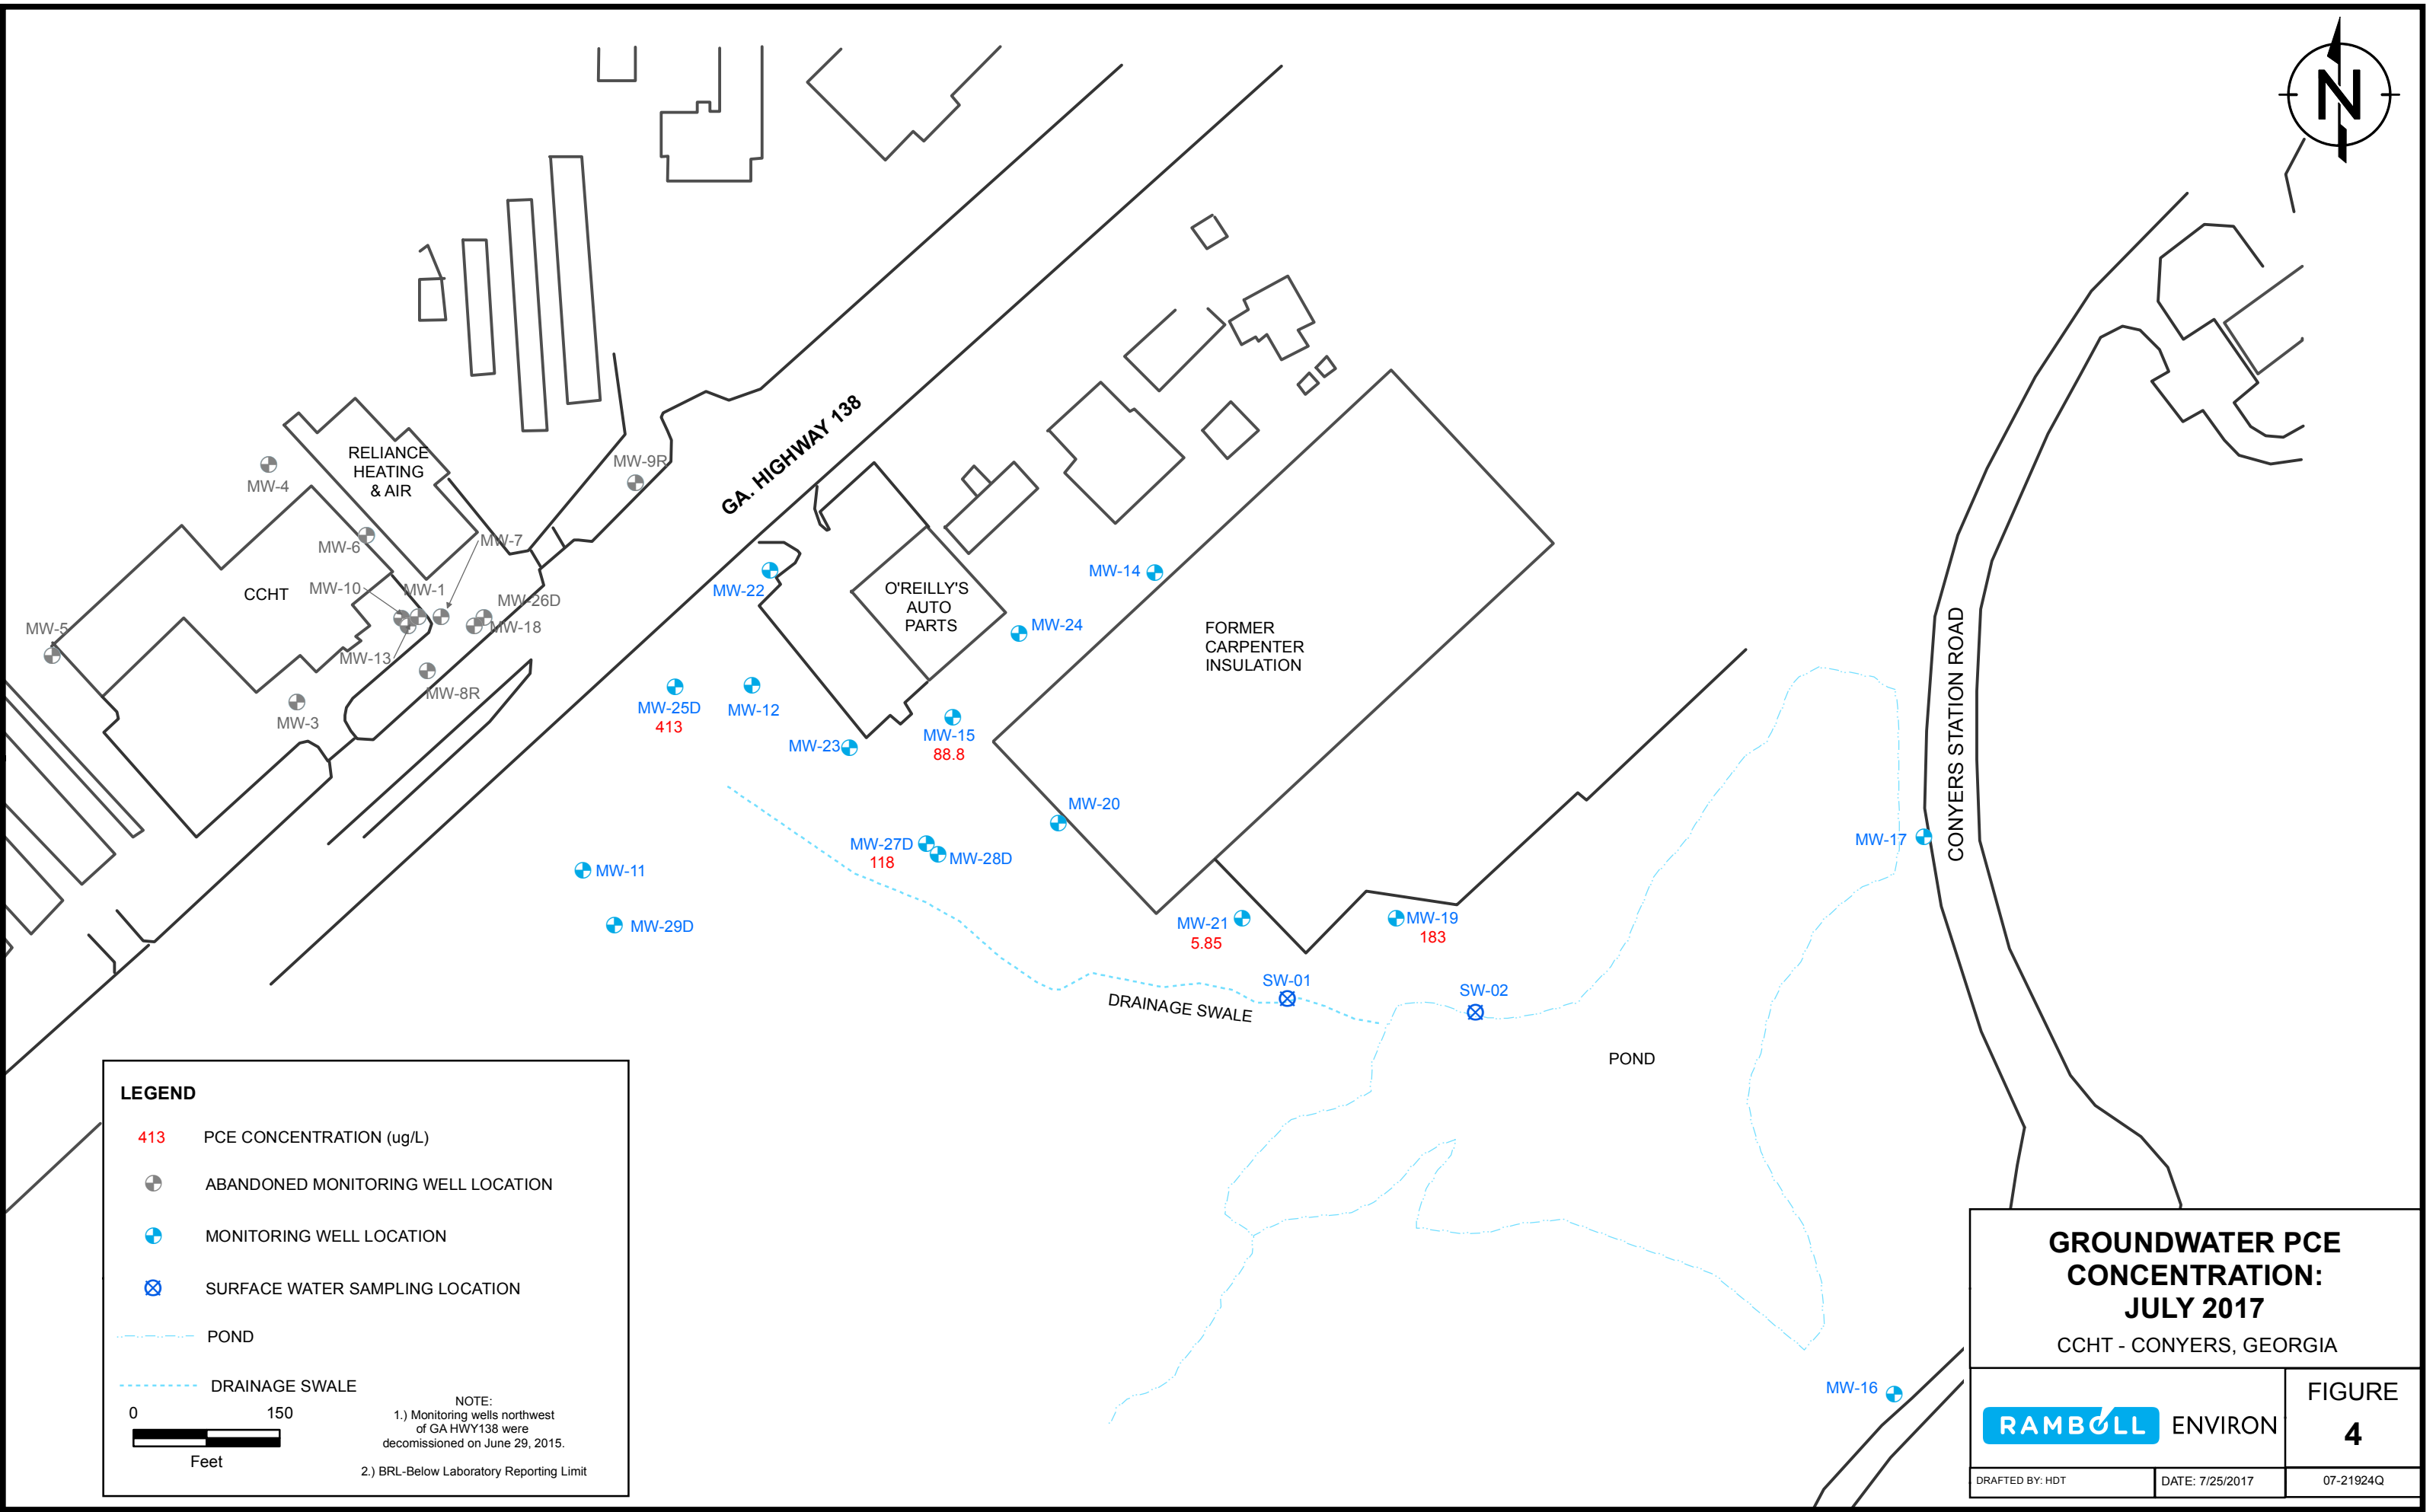 N
GA. HIGHWAY 138
RELIANCE
HEATING
& AIR
MW-9R
MW-4
MW-6
MW-7
CCHT
MW-10
MW-1
MW-26D
MW-18
MW-5
MW-13
MW-8R
MW-3
MW-22
O'REILLY'S
AUTO
PARTS
MW-14
MW-24
FORMER
CARPENTER
INSULATION
CONYERS STATION ROAD
MW-25D
413
MW-12
MW-23
MW-15
88.8
MW-20
MW-27D
118
MW-28D
MW-17
MW-11
MW-29D
MW-21
5.85
MW-19
183
SW-01
SW-02
DRAINAGE SWALE
POND
MW-16
LEGEND
413 PCE CONCENTRATION (ug/L)
ABANDONED MONITORING WELL LOCATION
MONITORING WELL LOCATION
SURFACE WATER SAMPLING LOCATION
POND
DRAINAGE SWALE
0 150
Feet
NOTE:
1.) Monitoring wells northwest
of GA HWY138 were
decomissioned on June 29, 2015.
2.) BRL-Below Laboratory Reporting Limit
GROUNDWATER PCE
CONCENTRATION:
JULY 2017
CCHT - CONYERS, GEORGIA
RAMBOLL ENVIRON
FIGURE
4
DRAFTED BY: HDT
DATE: 7/25/2017
07-21924Q